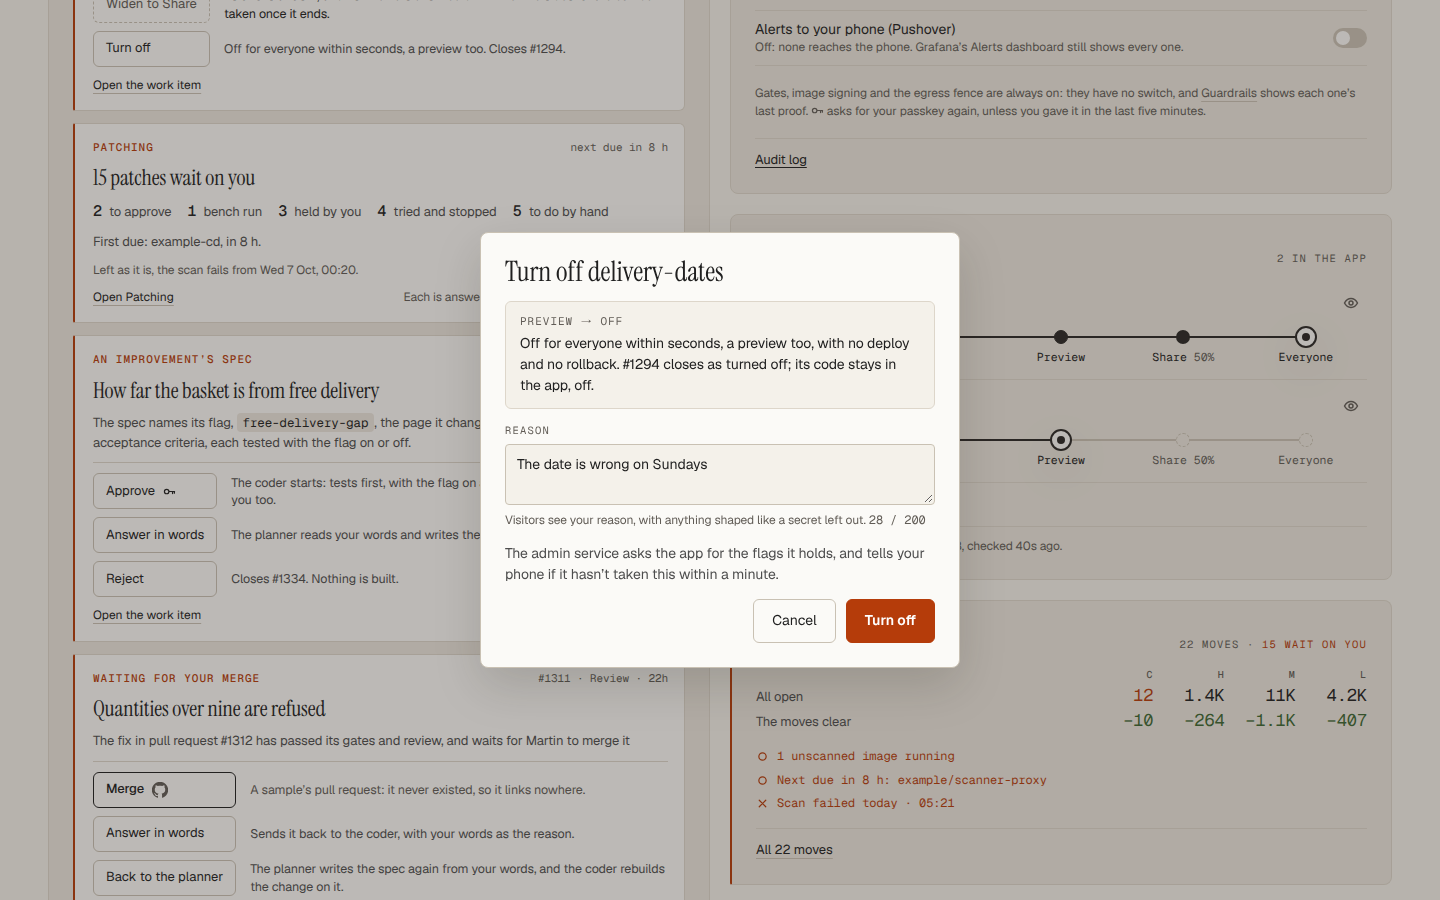 Widen to Share
taken once it ends.
Turn off
Off for everyone within seconds, a preview too. Closes #1294.
Open the work item
PATCHING
next due in 8 h
15 patches wait on you
2 to approve 1 bench run 3 held by you 4 tried and stopped 5 to do by hand
First due: example-cd, in 8 h.
Left as it is, the scan fails from Wed 7 Oct, 00:20.
Open Patching
Each is answe
AN IMPROVEMENT'S SPEC
How far the basket is from free delivery
The spec names its flag, free-delivery-gap, the page it chang
acceptance criteria, each tested with the flag on or off.
Approve
The coder starts: tests first, with the flag on
you too.
Answer in words
The planner reads your words and writes the
Reject
Closes #1334. Nothing is built.
Open the work item
WAITING FOR YOUR MERGE
#1311 · Review · 22h
Quantities over nine are refused
The fix in pull request #1312 has passed its gates and review, and waits for Martin to merge it
Merge
A sample's pull request: it never existed, so it links nowhere.
Answer in words
Sends it back to the coder, with your words as the reason.
Back to the planner
The planner writes the spec again from your words, and the coder rebuilds
the change on it.
Turn off delivery-dates
PREVIEW → OFF
Off for everyone within seconds, a preview too, with no deploy
and no rollback. #1294 closes as turned off; its code stays in
the app, off.
REASON
The date is wrong on Sundays
Visitors see your reason, with anything shaped like a secret left out. 28 / 200
The admin service asks the app for the flags it holds, and tells your
phone if it hasn't taken this within a minute.
Cancel
Turn off
Alerts to your phone (Pushover)
Off: none reaches the phone. Grafana's Alerts dashboard still shows every one.
Gates, image signing and the egress fence are always on: they have no switch, and Guardrails shows each one's
last proof. asks for your passkey again, unless you gave it in the last five minutes.
Audit log
2 IN THE APP
Preview
Share 50%
Everyone
Preview
Share 50%
Everyone
, checked 40s ago.
22 MOVES · 15 WAIT ON YOU
C H M L
All open 12 1.4K 11K 4.2K
The moves clear −10 −264 −1.1K −407
1 unscanned image running
Next due in 8 h: example/scanner-proxy
Scan failed today · 05:21
All 22 moves